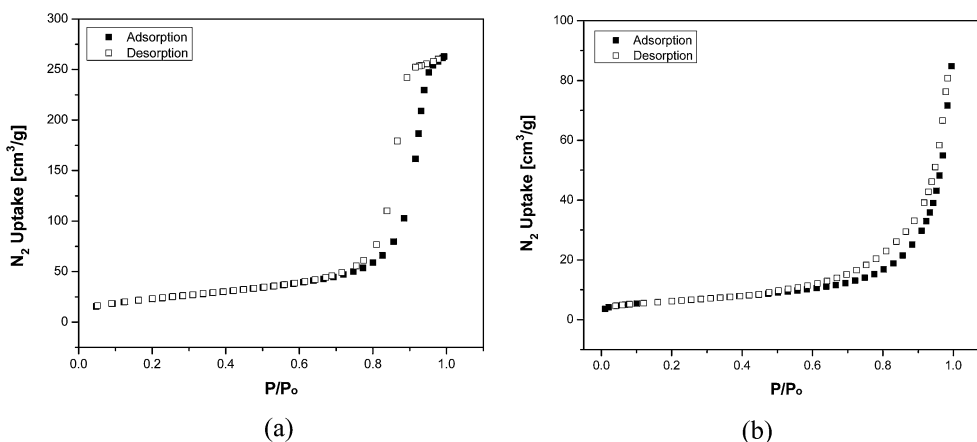 300
250
200
150
100
50
0
N₂ Uptake [cm³/g]
Adsorption
Desorption
0.0 0.2 0.4 0.6 0.8 1.0
P/Po
(a)
100
80
60
40
20
0
N₂ Uptake [cm³/g]
Adsorption
Desorption
0.0 0.2 0.4 0.6 0.8 1.0
P/Po
(b)